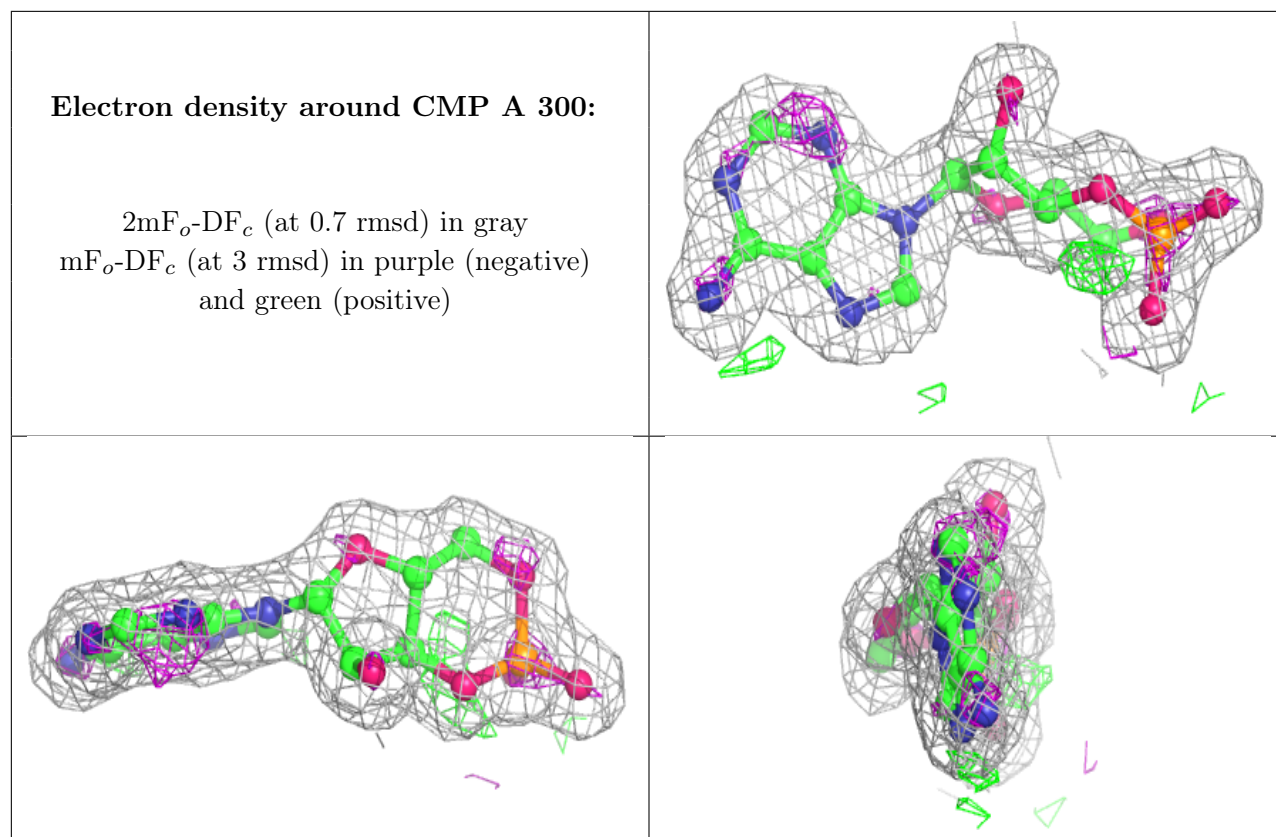 Electron density around CMP A 300:
2mFo-DFc (at 0.7 rmsd) in gray
mFo-DFc (at 3 rmsd) in purple (negative)
and green (positive)